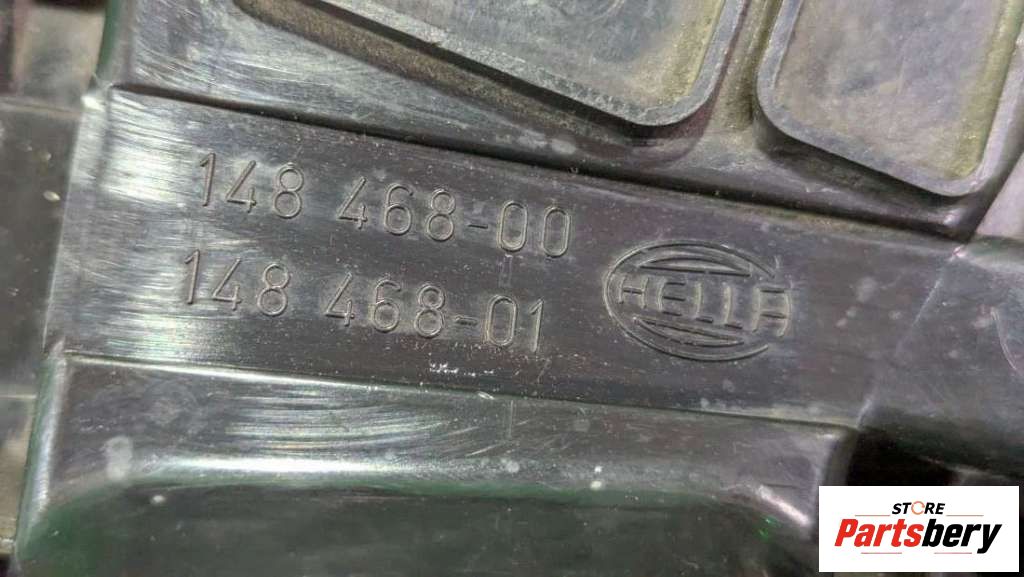 148 468-00
148 468-01
HELLA
STORE
Partsbery